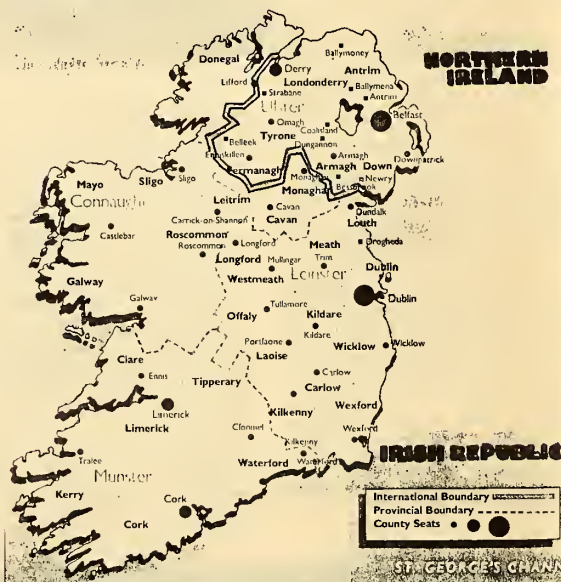 NORTHERN
IRELAND
Ballymoney
Donegal
Derry
Antrim
Londonderry
Lifford
Strabane
Ballymena
Antrim
Ulster
Belfast
Omagh
Coalisland
Tyrone
Dungannon
Belleek
Enniskillen
Armagh
Downpatrick
Fermanagh
Armagh
Down
Monaghan
Newry
Monaghan
Bessbrook
Sligo
Sligo
Mayo
Leitrim
Connaught
Cavan
Cavan
Dundalk
Louth
Carrick-on-Shannon
Castlebar
Roscommon
Roscommon
Longford
Longford
Meath
Drogheda
Mullingar
Trim
Leinster
Westmeath
Dublin
Galway
Dublin
Galway
Tullamore
Offaly
Kildare
Kildare
Portlaoise
Laoise
Wicklow
Wicklow
Clare
Ennis
Tipperary
Carlow
Carlow
Limerick
Limerick
Kilkenny
Wexford
Clonmel
Wexford
Kilkenny
Waterford
Waterford
IRISH REPUBLIC
Tralee
Munster
Kerry
Cork
Cork
International Boundary
Provincial Boundary
County Seats
ST. GEORGE'S CHANN